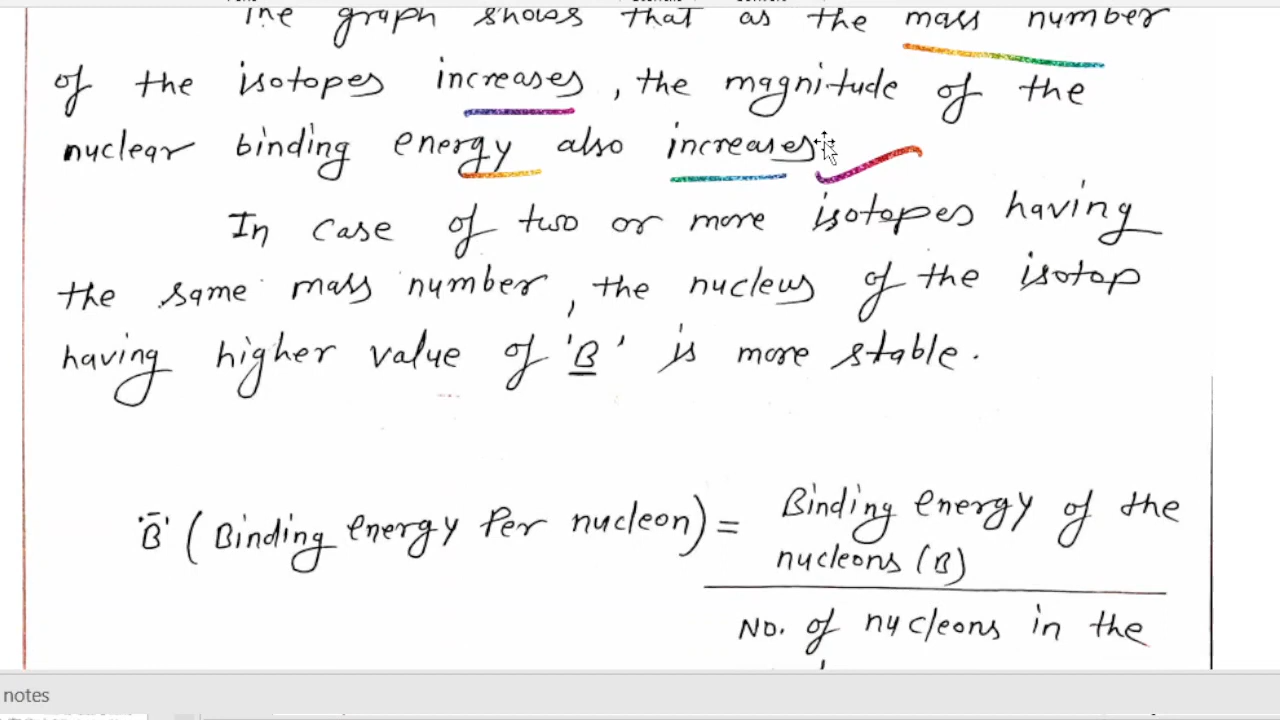 The graph shows that as the mass number
of the isotopes increases, the magnitude of the
nuclear binding energy also increases.
In case of two or more isotopes having
the same mass number, the nucleus of the isotop
having higher value of 'B' is more stable.
'B̄' (Binding energy Per nucleon) = Binding energy of the
nucleons (B)
No. of nucleons in the
notes